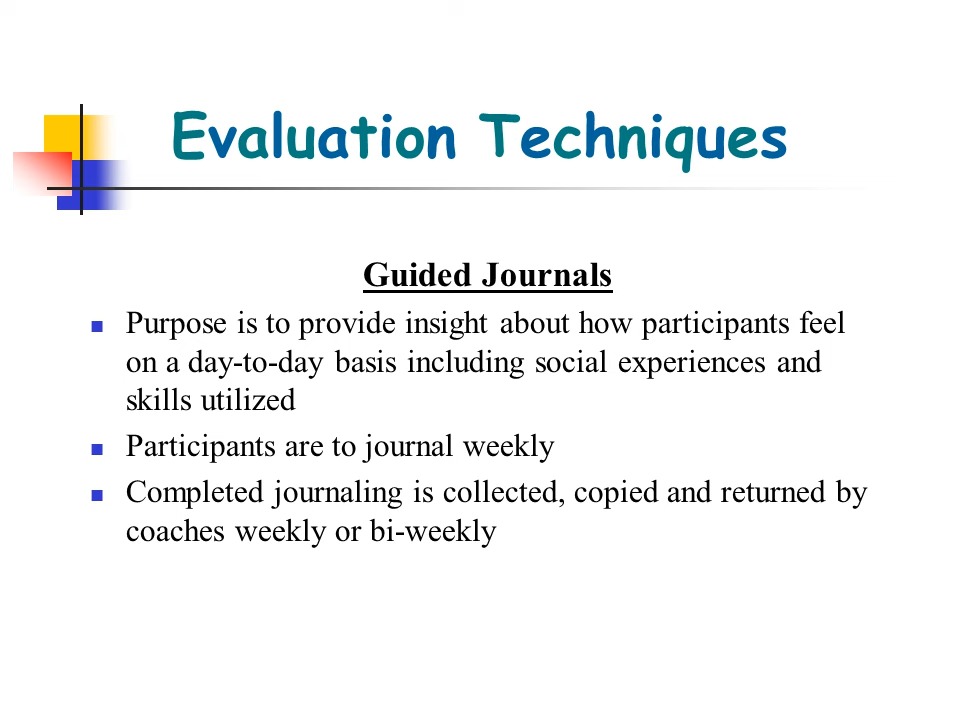 Evaluation Techniques
Guided Journals
Purpose is to provide insight about how participants feel
on a day-to-day basis including social experiences and
skills utilized
Participants are to journal weekly
Completed journaling is collected, copied and returned by
coaches weekly or bi-weekly